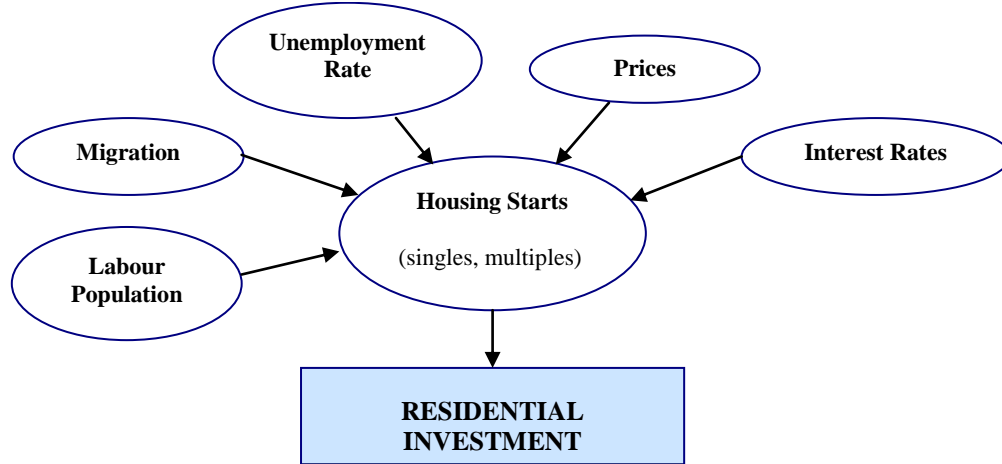 Unemployment
Rate
Prices
Migration
Interest Rates
Housing Starts
(singles, multiples)
Labour
Population
RESIDENTIAL
INVESTMENT